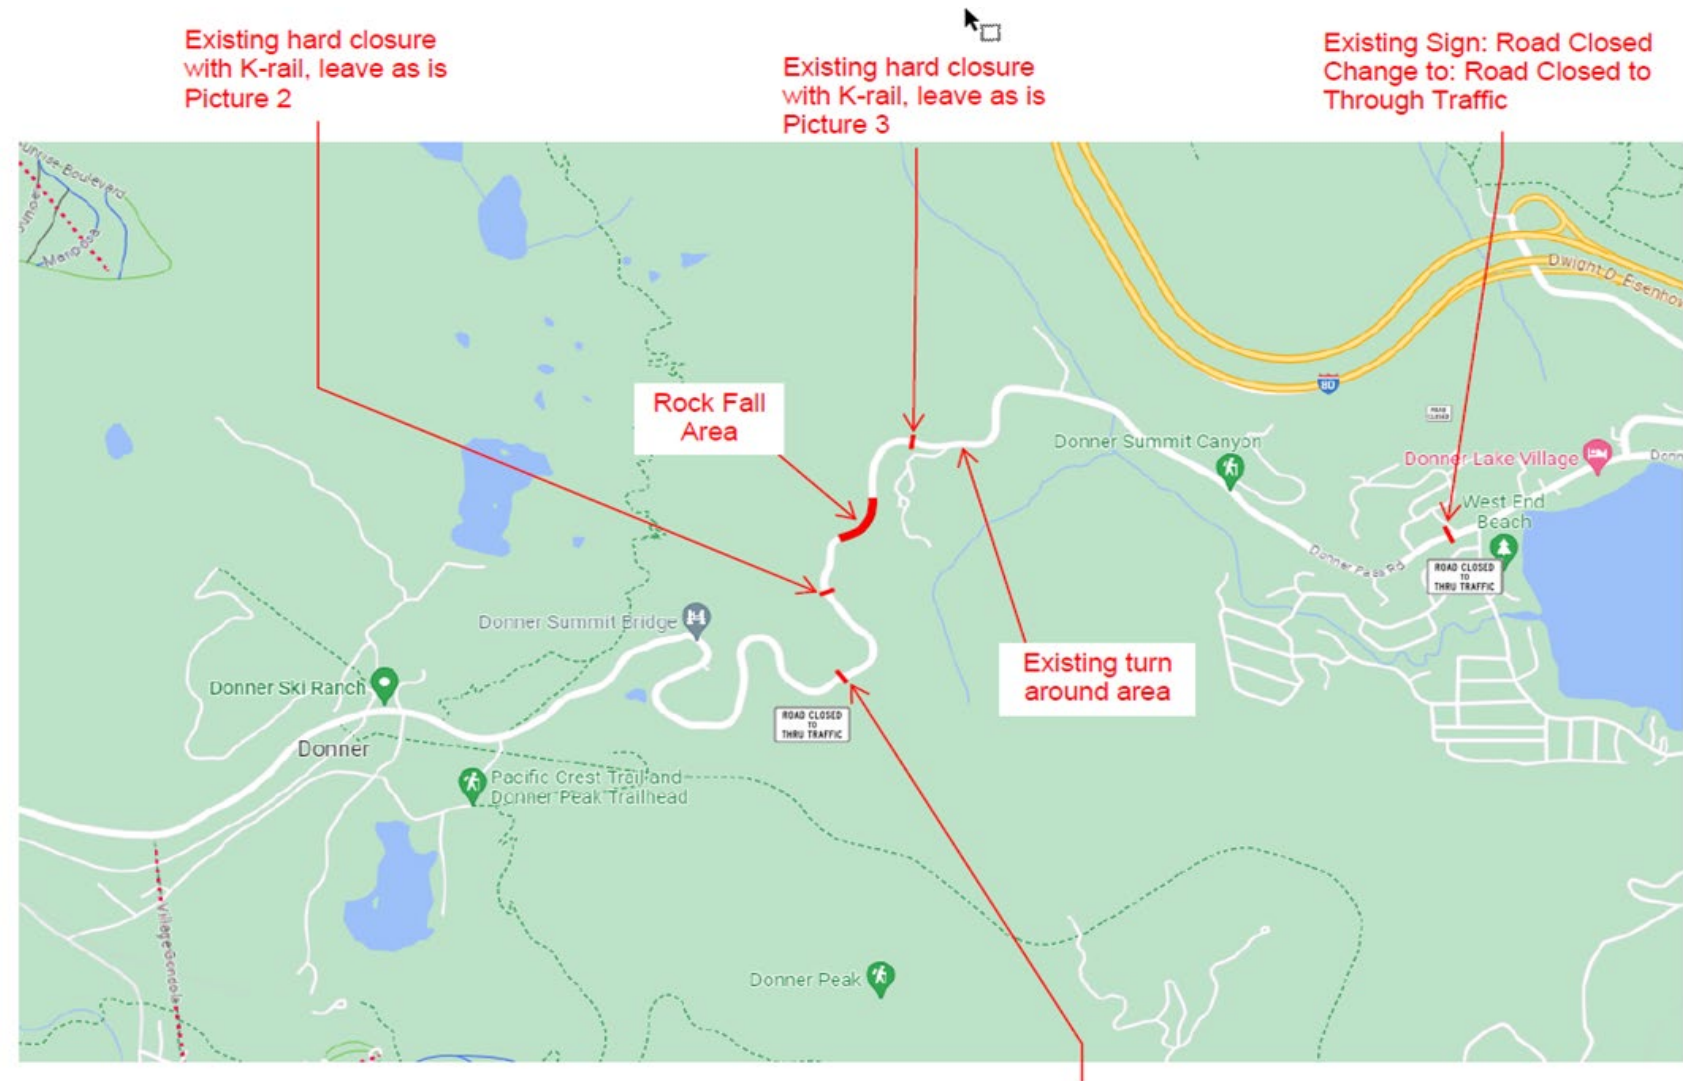 Existing hard closure
with K-rail, leave as is
Picture 2
Existing hard closure
with K-rail, leave as is
Picture 3
Existing Sign: Road Closed
Change to: Road Closed to
Through Traffic
Mariposa
Dwight D. Eisenhow
80
Rock Fall
Area
ROAD
CLOSED
Donner Summit Canyon
Donner Lake Village
Donn
West End
Beach
Donner Pass Rd
ROAD CLOSED
TO
THRU TRAFFIC
Donner Summit Bridge
Existing turn
around area
Donner Ski Ranch
ROAD CLOSED
TO
THRU TRAFFIC
Donner
Pacific Crest Trail and
Donner Peak Trailhead
Village Gondola
Donner Peak